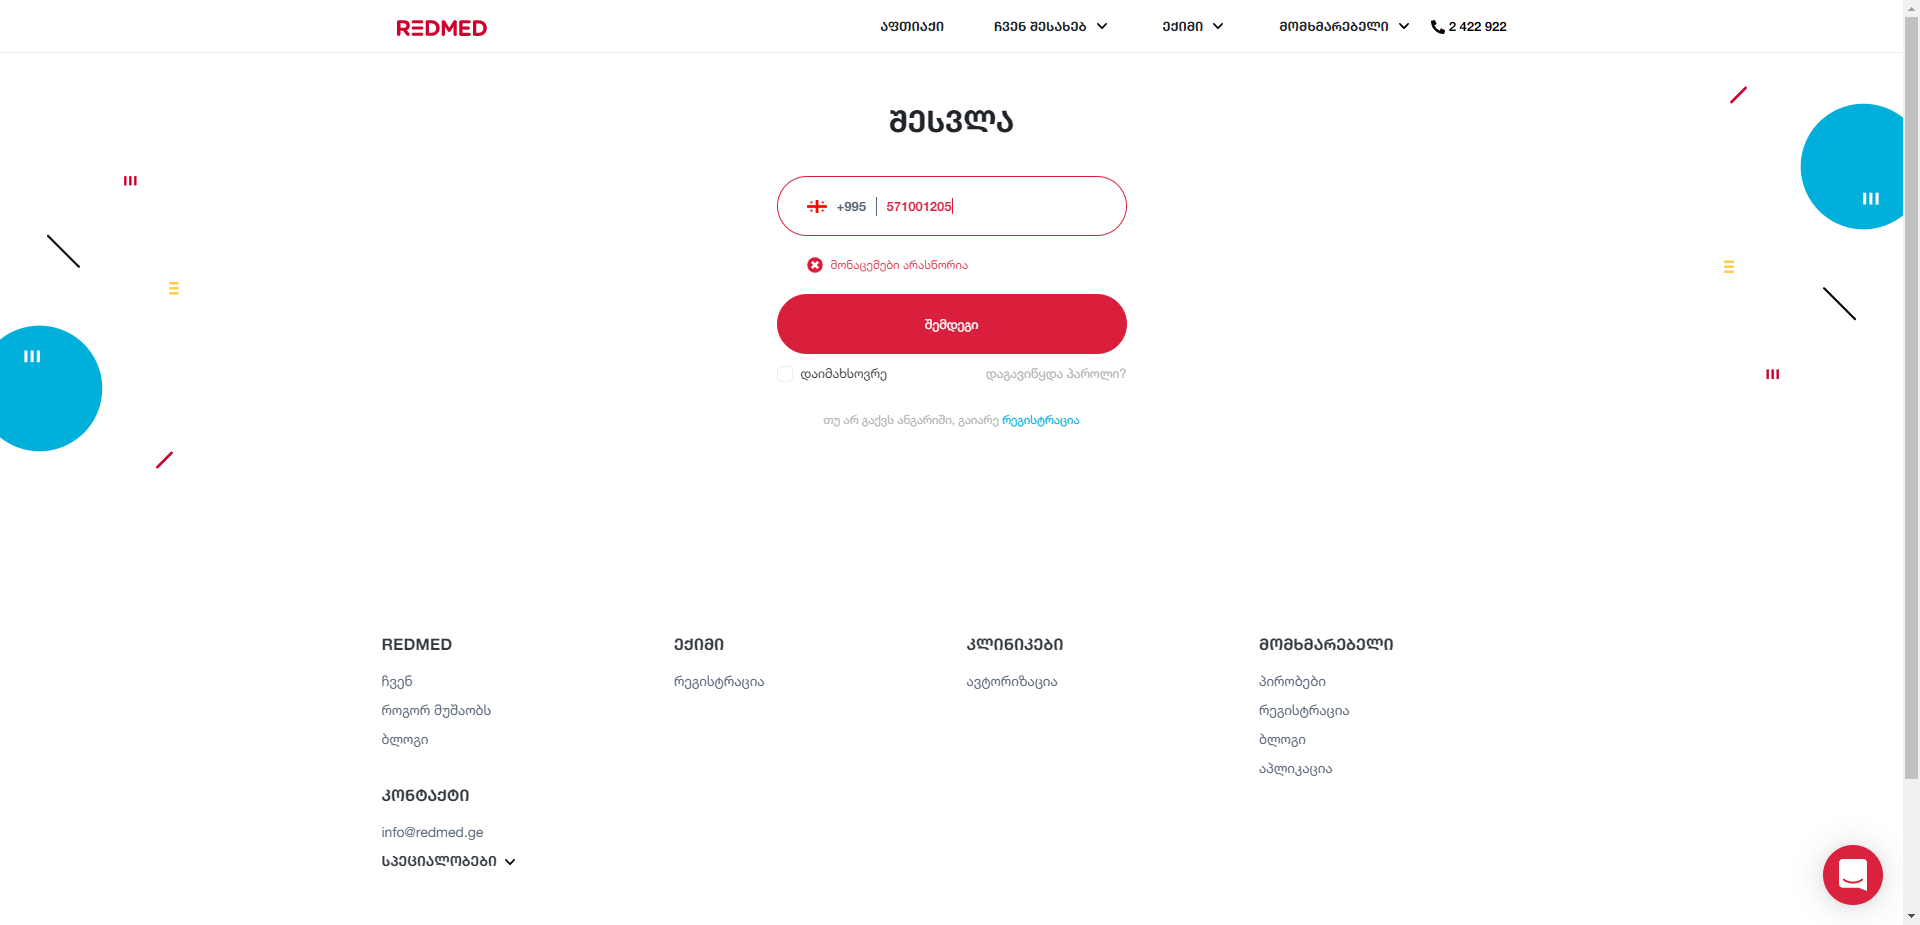 REDMED
აფთიაქი
ჩვენ შესახებ
ექიმი
მომხმარებელი
2 422 922
შესვლა
+995
571001205
მონაცემები არასწორია
შემდეგი
დაიმახსოვრე
დაგავიწყდა პაროლი?
თუ არ გაქვს ანგარიში, გაიარე რეგისტრაცია
REDMED
ჩვენ
როგორ მუშაობს
ბლოგი
ექიმი
რეგისტრაცია
კლინიკები
ავტორიზაცია
მომხმარებელი
პირობები
რეგისტრაცია
ბლოგი
აპლიკაცია
კონტაქტი
info@redmed.ge
სპეციალობები